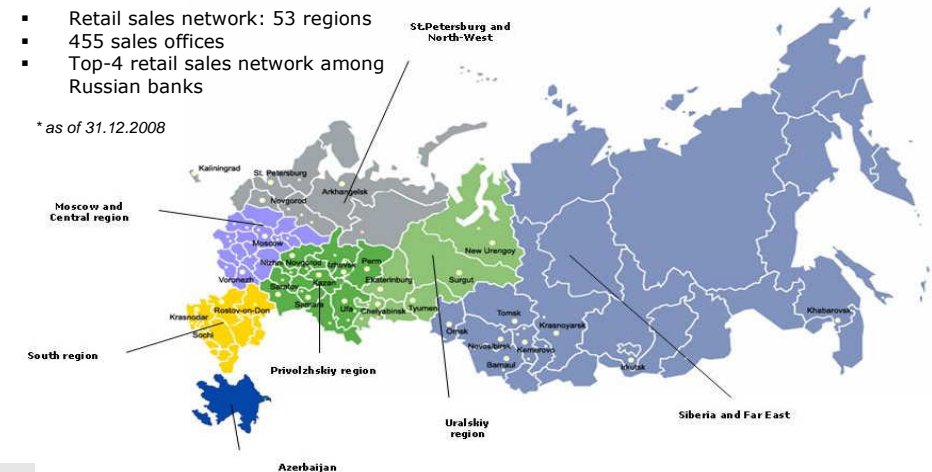 ▪ Retail sales network: 53 regions
▪ 455 sales offices
▪ Top-4 retail sales network among
Russian banks
* as of 31.12.2008
St.Petersburg and
North-West
Kaliningrad
St. Petersburg
Arkhangelsk
Novgorod
Moscow and
Central region
Moscow
Nizhn Novgorod
Izhevsk
Perm
New Urengoy
Voronezh
Kazan
Ekaterinburg
Surgut
Saratov
Samara
Ufa
Chelyabinsk
Tyumen
Krasnodar
Rostov-on-Don
Sochi
Omsk
Tomsk
Krasnoyarsk
Khabarovsk
Novosibirsk
Kemerovo
Barnaul
Irkutsk
South region
Privolzhskiy region
Uralskiy
region
Siberia and Far East
Azerbaijan